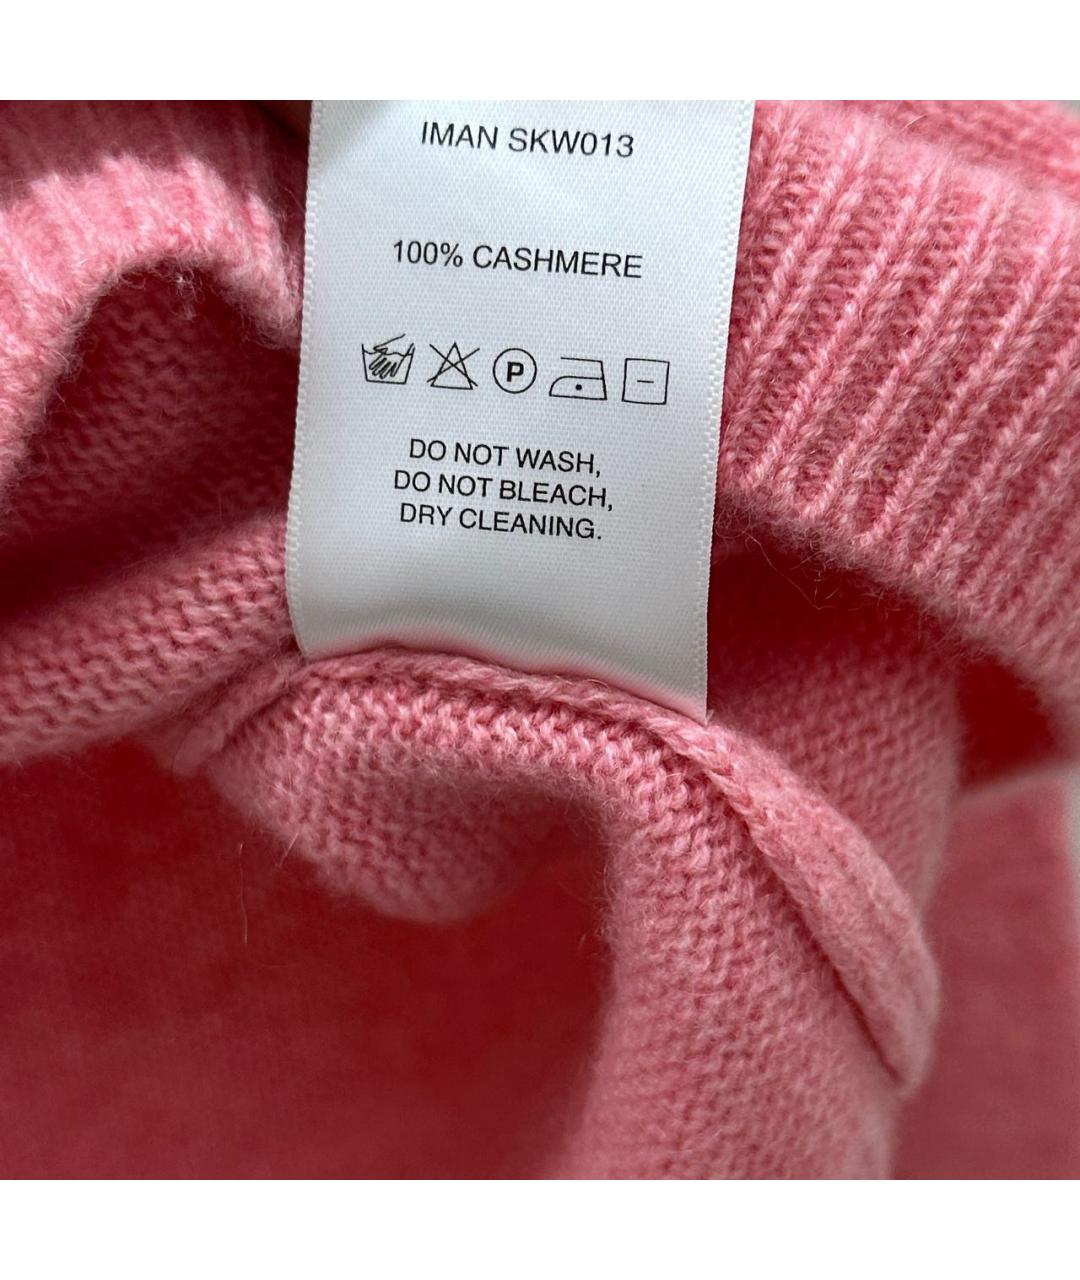 IMAN SKW013
100% CASHMERE
P
DO NOT WASH,
DO NOT BLEACH,
DRY CLEANING.